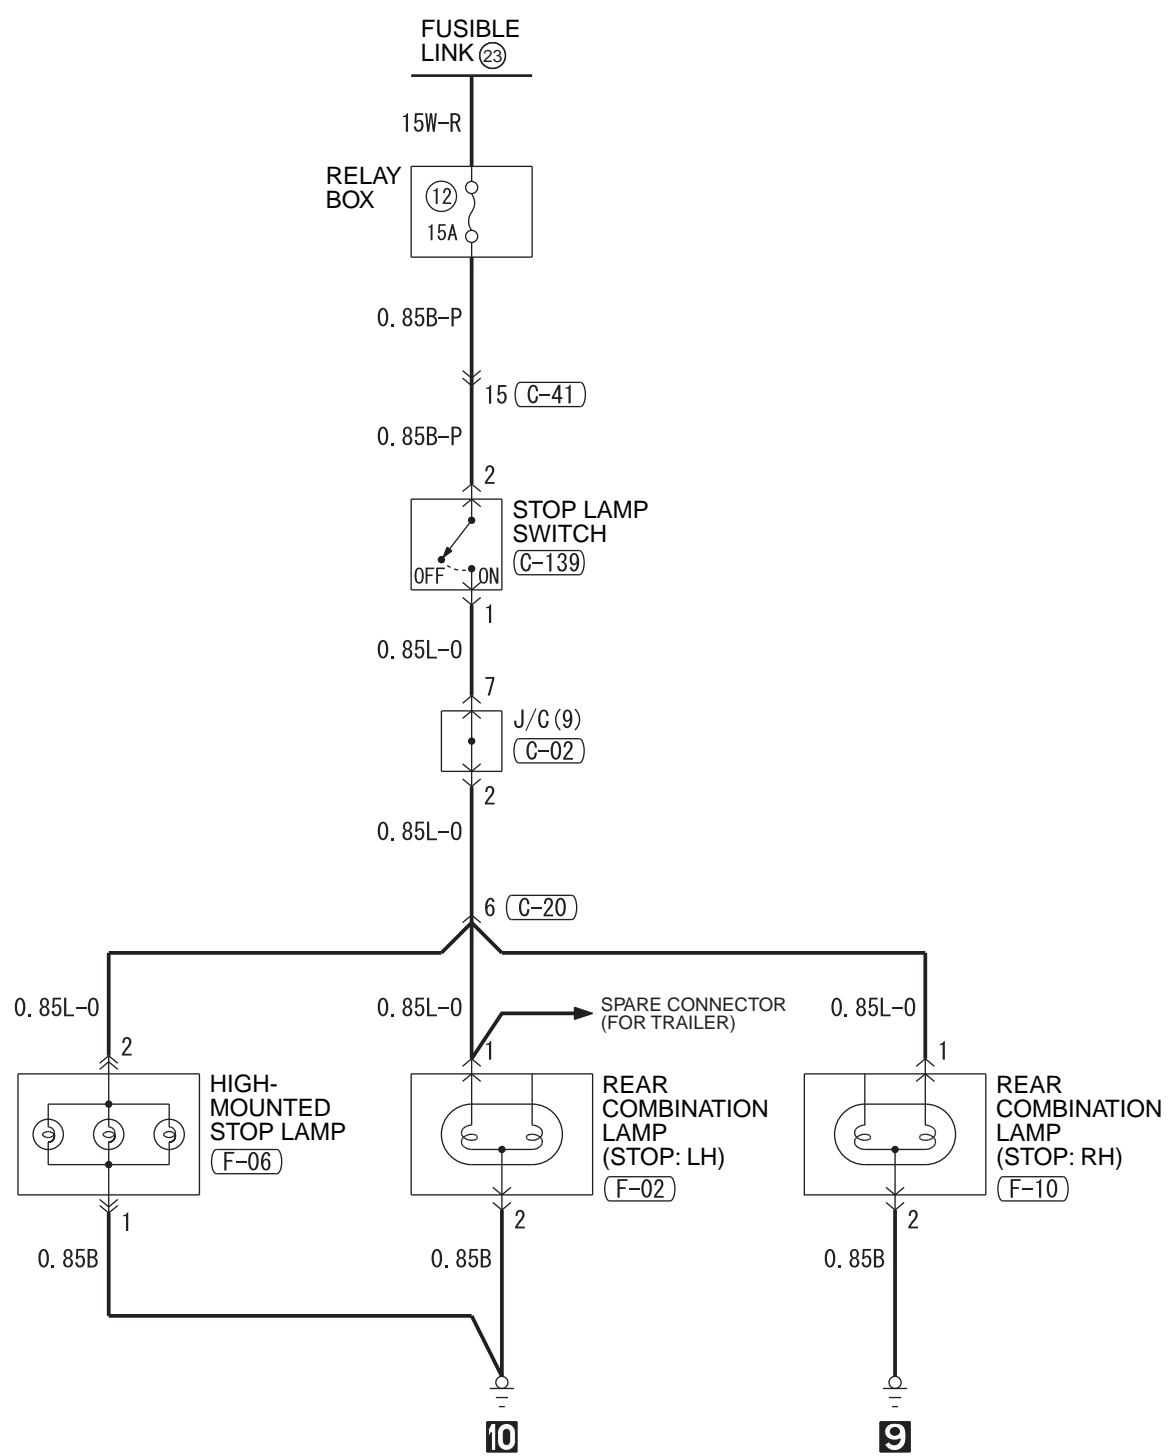 FUSIBLE
LINK 23
15W-R
RELAY
BOX
12
15A
0.85B-P
15 C-41
0.85B-P
2
STOP LAMP
SWITCH
C-139
OFF ON
1
0.85L-O
7
J/C(9)
C-02
2
0.85L-O
6 C-20
0.85L-O
0.85L-O
SPARE CONNECTOR
(FOR TRAILER)
0.85L-O
2
1
1
HIGH-
MOUNTED
STOP LAMP
F-06
REAR
COMBINATION
LAMP
(STOP: LH)
F-02
REAR
COMBINATION
LAMP
(STOP: RH)
F-10
1
2
2
0.85B
0.85B
0.85B
10
9